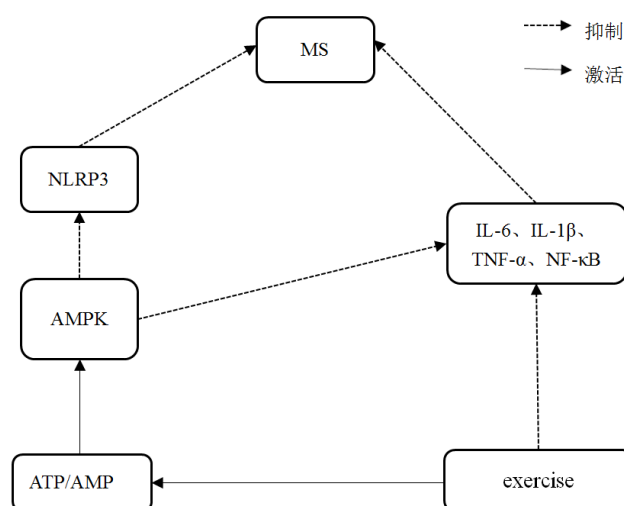 MS
抑制
激活
NLRP3
IL-6、IL-1β、
TNF-α、NF-κB
AMPK
ATP/AMP
exercise